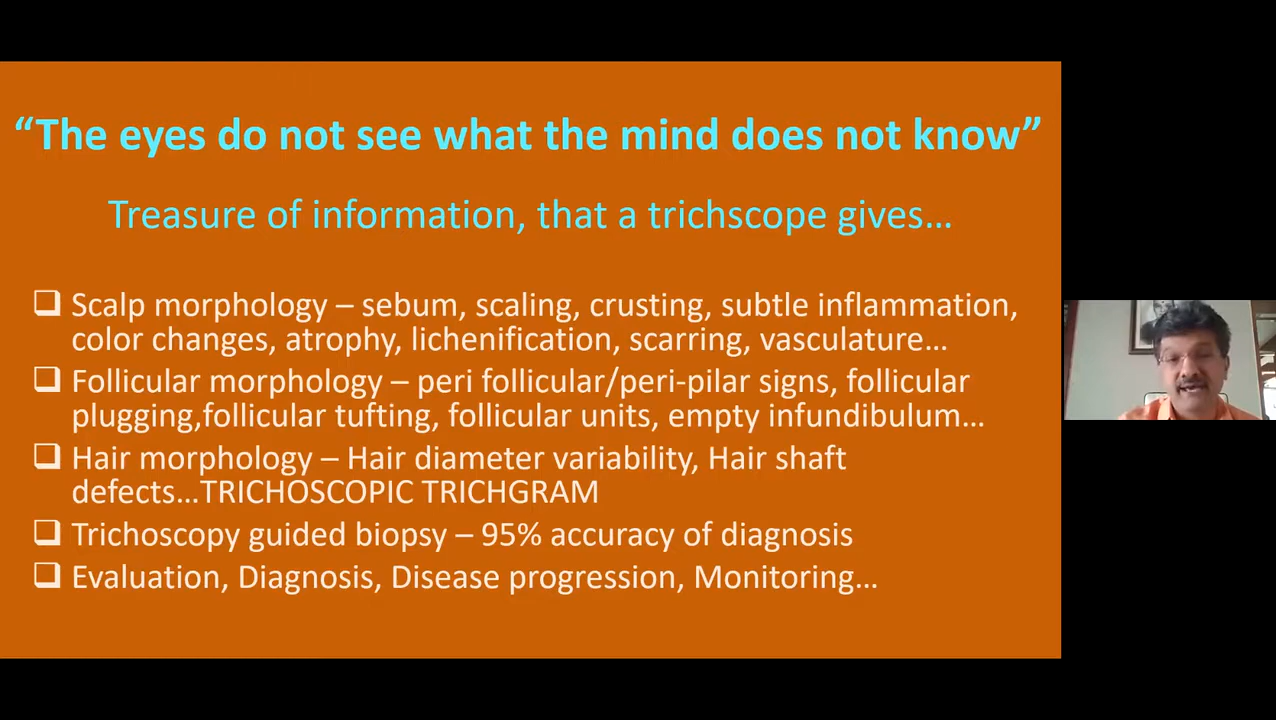 “The eyes do not see what the mind does not know”
Treasure of information, that a trichscope gives…
❑ Scalp morphology – sebum, scaling, crusting, subtle inflammation,
color changes, atrophy, lichenification, scarring, vasculature…
❑ Follicular morphology – peri follicular/peri-pilar signs, follicular
plugging,follicular tufting, follicular units, empty infundibulum…
❑ Hair morphology – Hair diameter variability, Hair shaft
defects…TRICHOSCOPIC TRICHGRAM
❑ Trichoscopy guided biopsy – 95% accuracy of diagnosis
❑ Evaluation, Diagnosis, Disease progression, Monitoring…